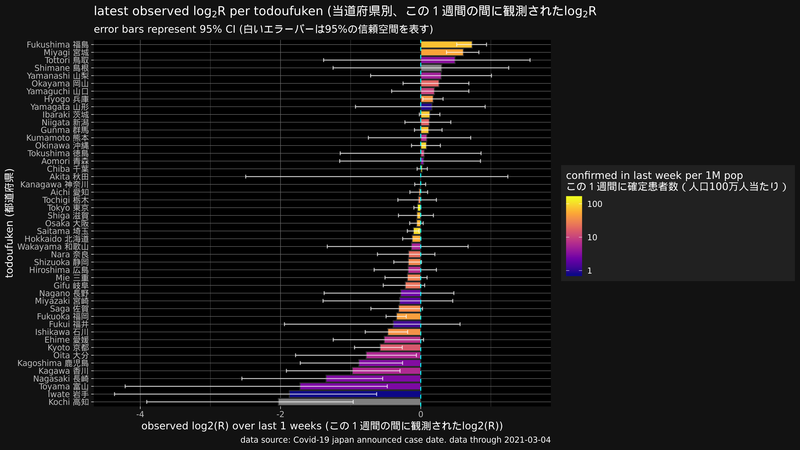 latest observed log2R per todoufuken (当道府県別、この１週間の間に観測されたlog2R
error bars represent 95% CI (白いエラーバーは95%の信頼空間を表す)
todoufuken (都道府県)
Fukushima 福島
Miyagi 宮城
Tottori 鳥取
Shimane 島根
Yamanashi 山梨
Okayama 岡山
Yamaguchi 山口
Hyogo 兵庫
Yamagata 山形
Ibaraki 茨城
Niigata 新潟
Gunma 群馬
Kumamoto 熊本
Okinawa 沖縄
Tokushima 徳島
Aomori 青森
Chiba 千葉
Akita 秋田
Kanagawa 神奈川
Aichi 愛知
Tochigi 栃木
Tokyo 東京
Shiga 滋賀
Osaka 大阪
Saitama 埼玉
Hokkaido 北海道
Wakayama 和歌山
Nara 奈良
Shizuoka 静岡
Hiroshima 広島
Mie 三重
Gifu 岐阜
Nagano 長野
Miyazaki 宮崎
Saga 佐賀
Fukuoka 福岡
Fukui 福井
Ishikawa 石川
Ehime 愛媛
Kyoto 京都
Oita 大分
Kagoshima 鹿児島
Kagawa 香川
Nagasaki 長崎
Toyama 富山
Iwate 岩手
Kochi 高知
-4 -2 0
observed log2(R) over last 1 weeks (この１週間の間に観測されたlog2(R))
data source: Covid-19 japan announced case date. data through 2021-03-04
confirmed in last week per 1M pop
この１週間に確定患者数 ( 人口100万人当たり )
100
10
1